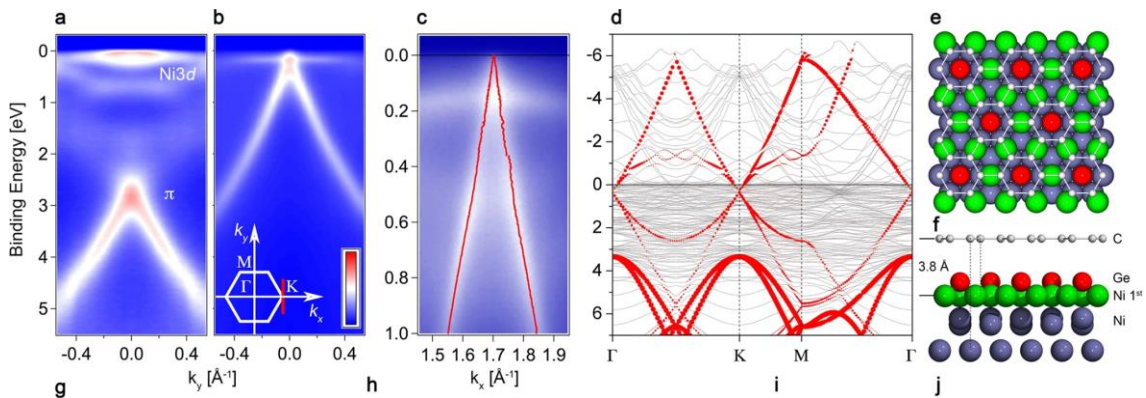 a b c d e
0
1
2
3
4
5
Binding Energy [eV]
Ni3d
π
-0.4 0.0 0.4
k_y
M
Γ
K
k_x
-0.4 0.0 0.4
k_y [Å⁻¹]
0.0
0.2
0.4
0.6
0.8
1.0
1.5 1.6 1.7 1.8 1.9
k_x [Å⁻¹]
-6
-4
-2
0
2
4
6
Γ K M Γ
f
C
3.8 Å
Ge
Ni 1ˢᵗ
Ni
g h i j